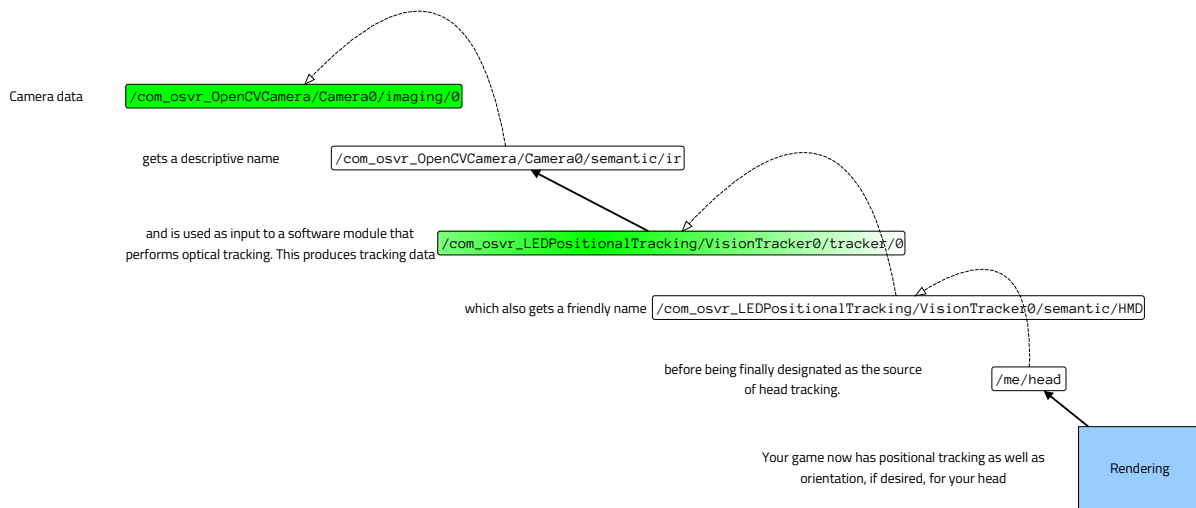 Camera data
/com_osvr_OpenCVCamera/Camera0/imaging/0
gets a descriptive name
/com_osvr_OpenCVCamera/Camera0/semantic/ir
and is used as input to a software module that
performs optical tracking. This produces tracking data
/com_osvr_LEDPositionalTracking/VisionTracker0/tracker/0
which also gets a friendly name
/com_osvr_LEDPositionalTracking/VisionTracker0/semantic/HMD
before being finally designated as the source
of head tracking.
/me/head
Your game now has positional tracking as well as
orientation, if desired, for your head
Rendering